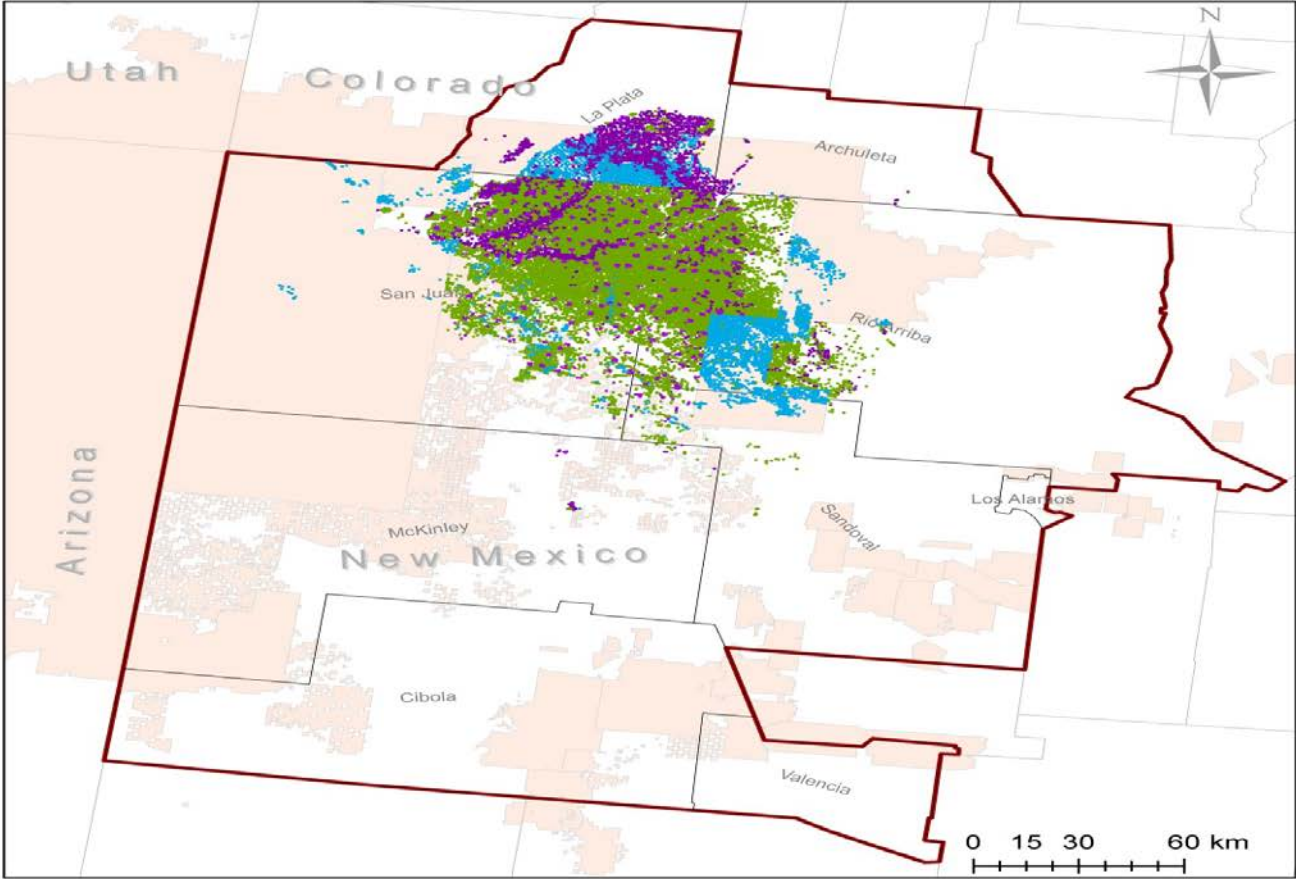 N
Utah
Colorado
La Plata
Archuleta
San Juan
Rio Arriba
Arizona
McKinley
New Mexico
Los Alamos
Sandoval
Cibola
Valencia
0 15 30 60 km